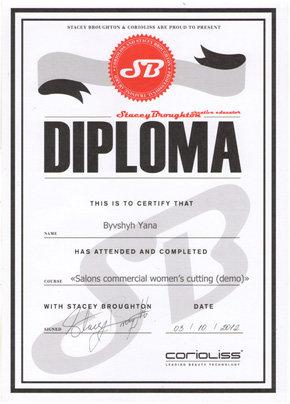 STACEY BROUGHTON & CORIOLISS ARE PROUD TO PRESENT
SB
Stacey Broughton creative educator
DIPLOMA
THIS IS TO CERTIFY THAT
Byvshyh Yana
NAME
HAS ATTENDED AND COMPLETED
COURSE «Salons commercial women's cutting (demo)»
WITH STACEY BROUGHTON DATE
SIGNED 03 / 10 / 2012
CORIOLISS
LEADING BEAUTY TECHNOLOGY